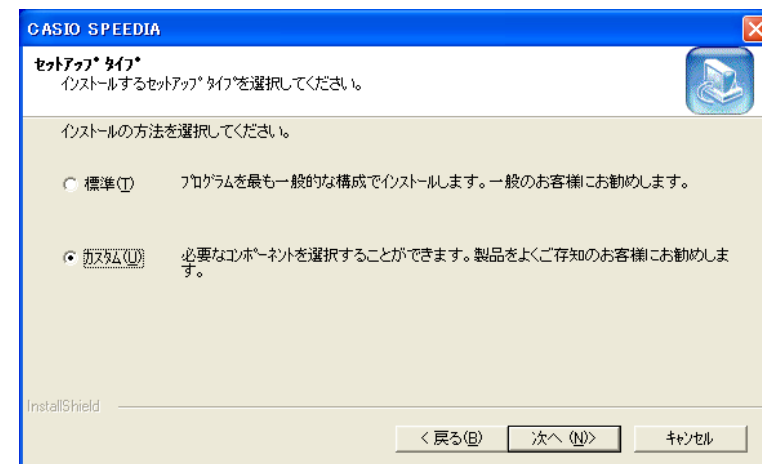 CASIO SPEEDIA
セットアップ タイプ
インストールするセットアップ タイプを選択してください。
インストールの方法を選択してください。
標準(T) プログラムを最も一般的な構成でインストールします。一般のお客様にお勧めします。
カスタム(U) 必要なコンポーネントを選択することができます。製品をよくご存知のお客様にお勧めしま
す。
InstallShield
< 戻る(B) 次へ (N)> キャンセル